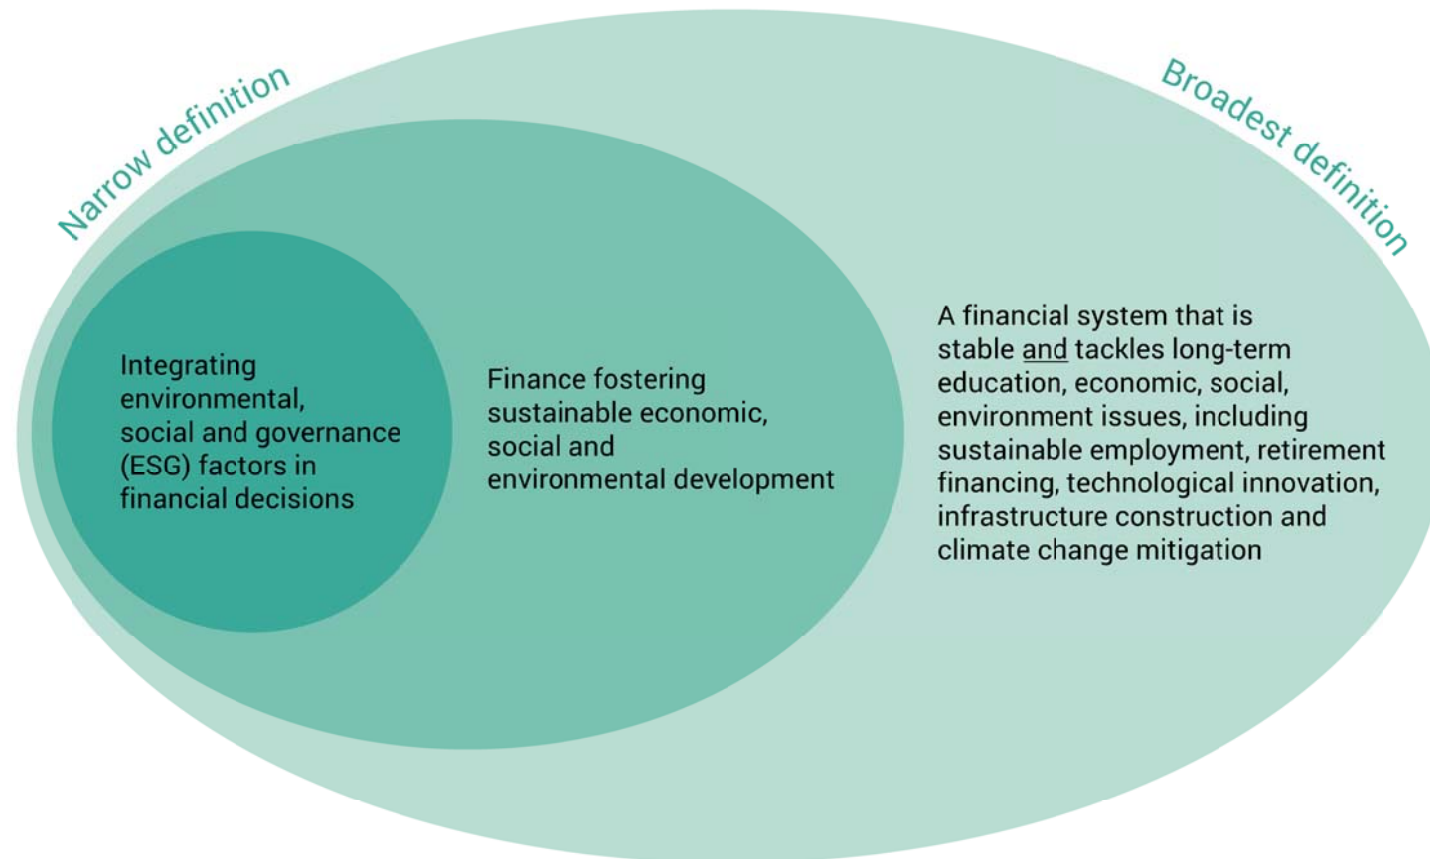 Narrow definition
Broadest definition
Integrating
environmental,
social and governance
(ESG) factors in
financial decisions
Finance fostering
sustainable economic,
social and
environmental development
A financial system that is
stable and tackles long-term
education, economic, social,
environment issues, including
sustainable employment, retirement
financing, technological innovation,
infrastructure construction and
climate change mitigation